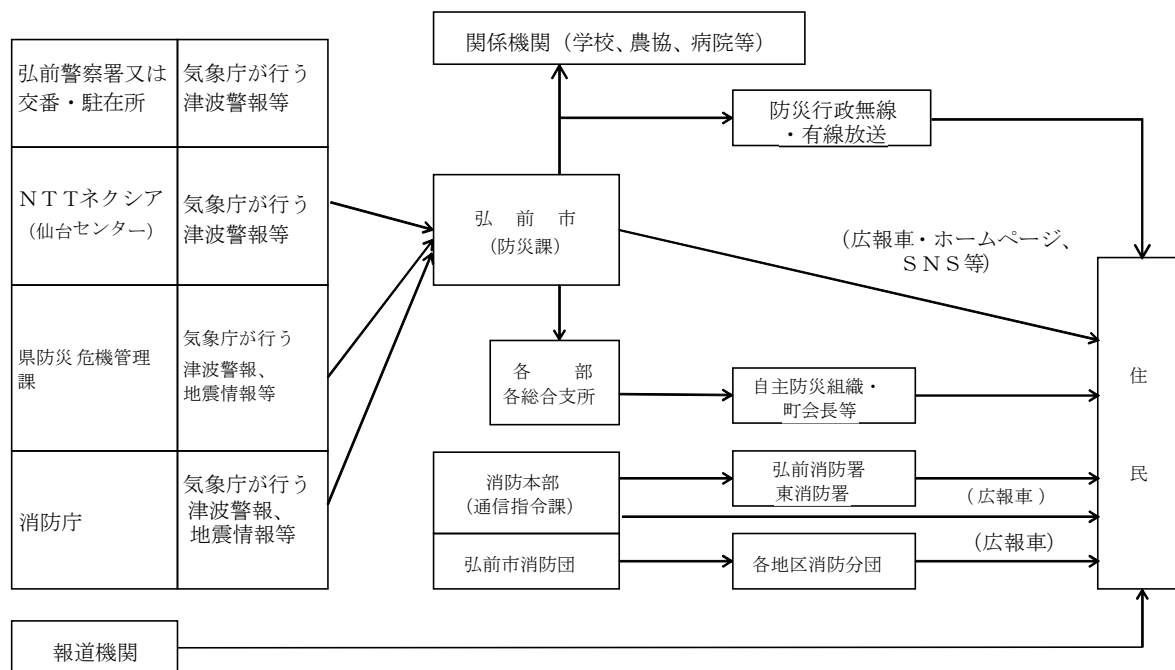 関係機関（学校、農協、病院等）
弘前警察署又は
交番・駐在所
気象庁が行う
津波警報等
防災行政無線
・有線放送
ＮＴＴネクシア
(仙台センター)
気象庁が行う
津波警報等
弘　前　市
(防災課)
(広報車・ホームページ、
ＳＮＳ等)
県防災危機管理
課
気象庁が行う
津波警報、
地震情報等
各　部
各総合支所
自主防災組織・
町会長等
住
民
消防庁
気象庁が行う
津波警報、
地震情報等
消防本部
(通信指令課)
弘前消防署
東消防署
(広報車)
弘前市消防団
各地区消防分団
(広報車)
報道機関